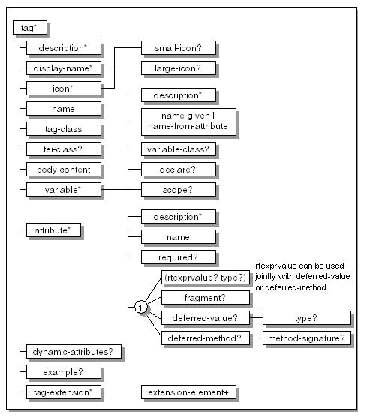 tag*
description*
small-icon?
display-name*
large-icon?
icon*
description*
name
name-given |
name-from-attribute
tag-class
tei-class?
variable-class?
body-content
declare?
variable*
scope?
description*
attribute*
name
required?
(rtexprvalue? type?)
rtexprvalue can be used
jointly with deferred-value
or deferred-method
fragment?
1
deferred-value?
type?
deferred-method?
method-signature?
dynamic-attributes?
example?
tag-extension*
extension-element+